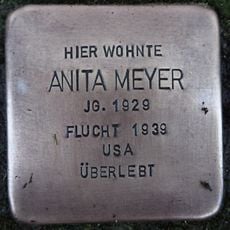 HIER WOHNTE
ANITA MEYER
JG. 1929
FLUCHT 1939
USA
ÜBERLEBT